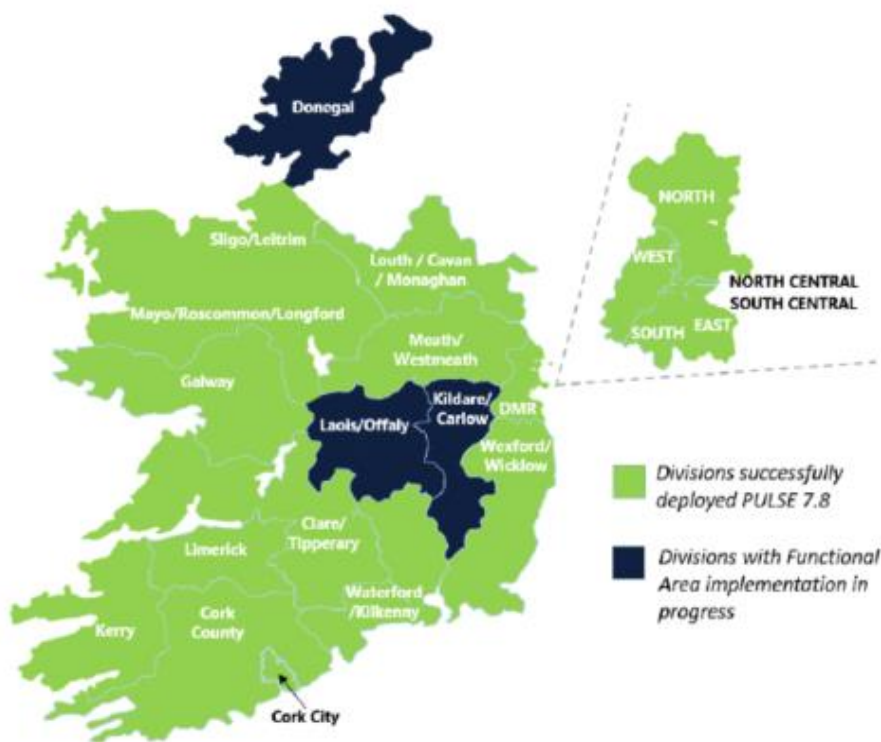 Donegal
NORTH
Sligo/Leitrim
WEST
Louth / Cavan
/ Monaghan
NORTH CENTRAL
SOUTH CENTRAL
Mayo/Roscommon/Longford
SOUTH
EAST
Meath/
Westmeath
Galway
Kildare/
Carlow
DMR
Laois/Offaly
Wexford/
Wicklow
Divisions successfully
deployed PULSE 7.8
Clare/
Tipperary
Limerick
Divisions with Functional
Area implementation in
progress
Waterford
/Kilkenny
Cork
County
Kerry
Cork City